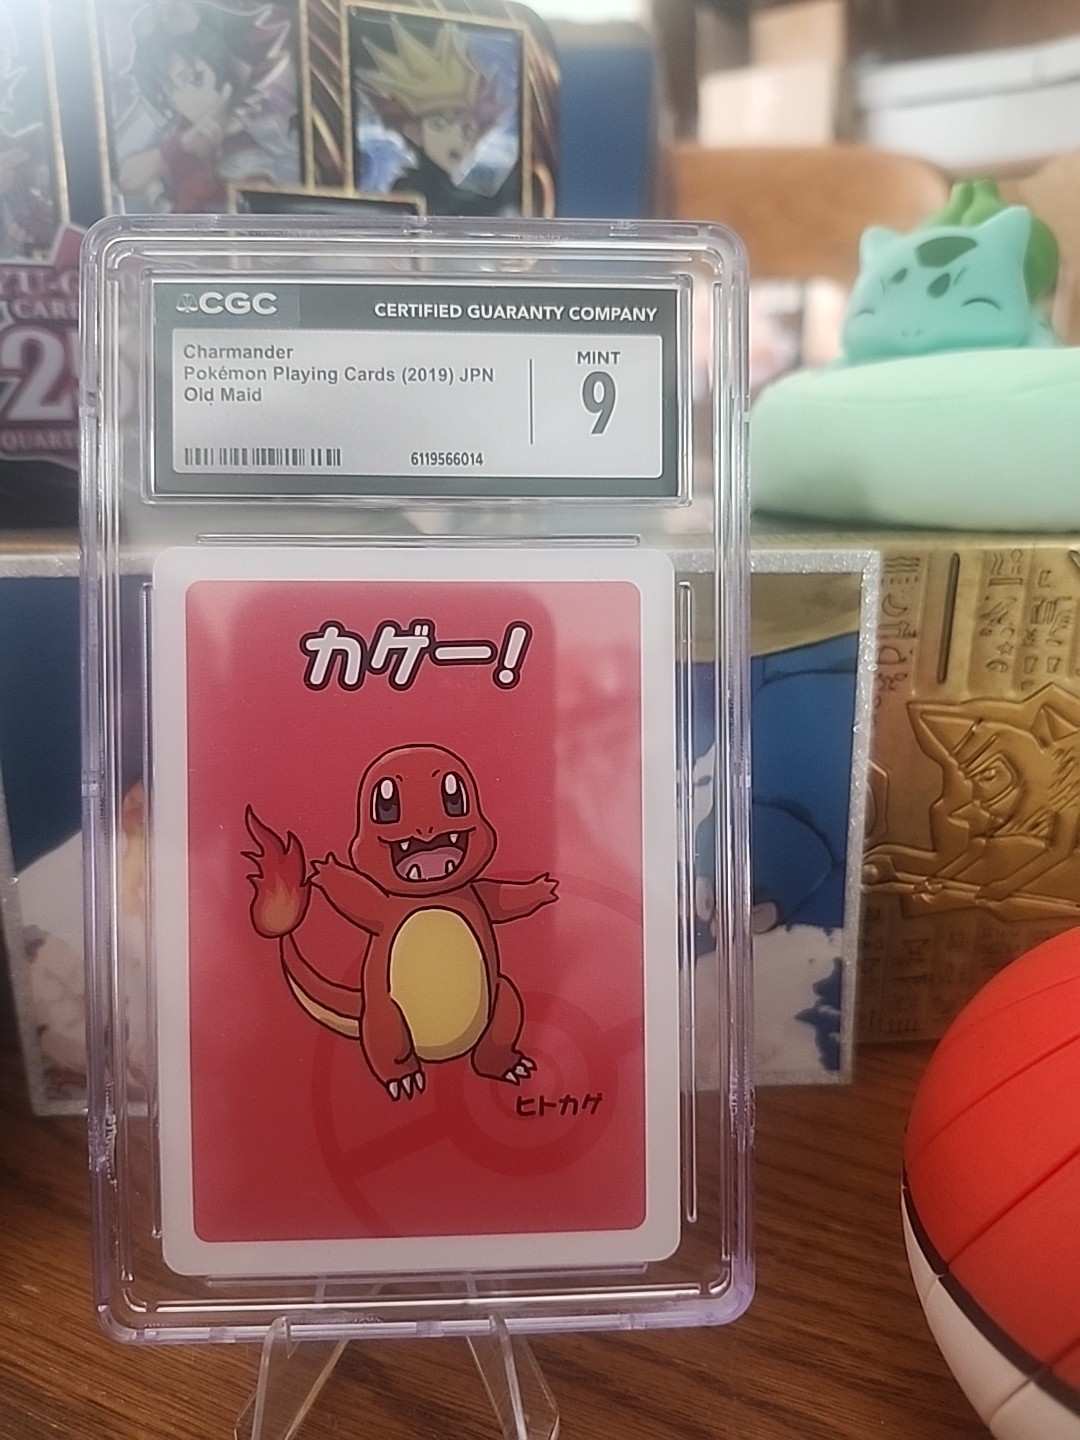 CGC
CERTIFIED GUARANTY COMPANY
Charmander
Pokémon Playing Cards (2019) JPN
Old Maid
MINT
9
6119566014
カゲー!
ヒトカゲ